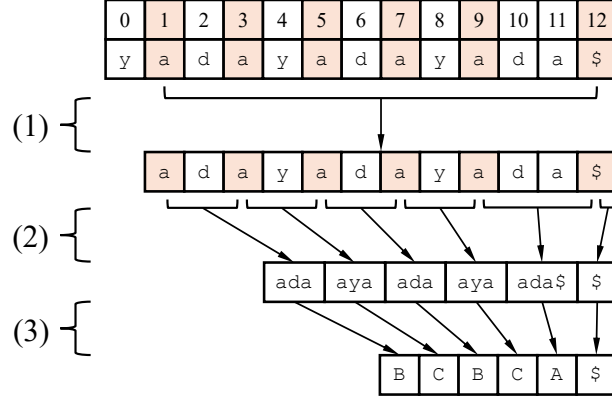 0 1 2 3 4 5 6 7 8 9 10 11 12
y a d a y a d a y a d a $
(1)
a d a y a d a y a d a $
(2)
ada aya ada aya ada$ $
(3)
B C B C A $